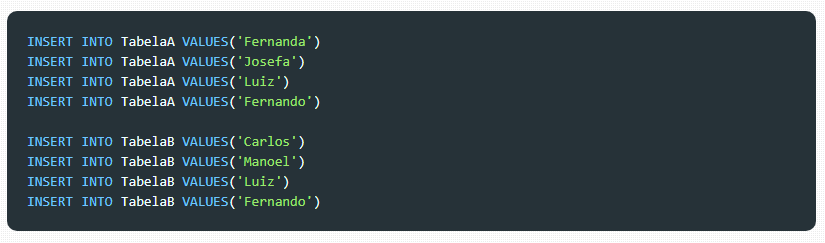 INSERT INTO TabelaA VALUES('Fernanda')
INSERT INTO TabelaA VALUES('Josefa')
INSERT INTO TabelaA VALUES('Luiz')
INSERT INTO TabelaA VALUES('Fernando')
INSERT INTO TabelaB VALUES('Carlos')
INSERT INTO TabelaB VALUES('Manoel')
INSERT INTO TabelaB VALUES('Luiz')
INSERT INTO TabelaB VALUES('Fernando')